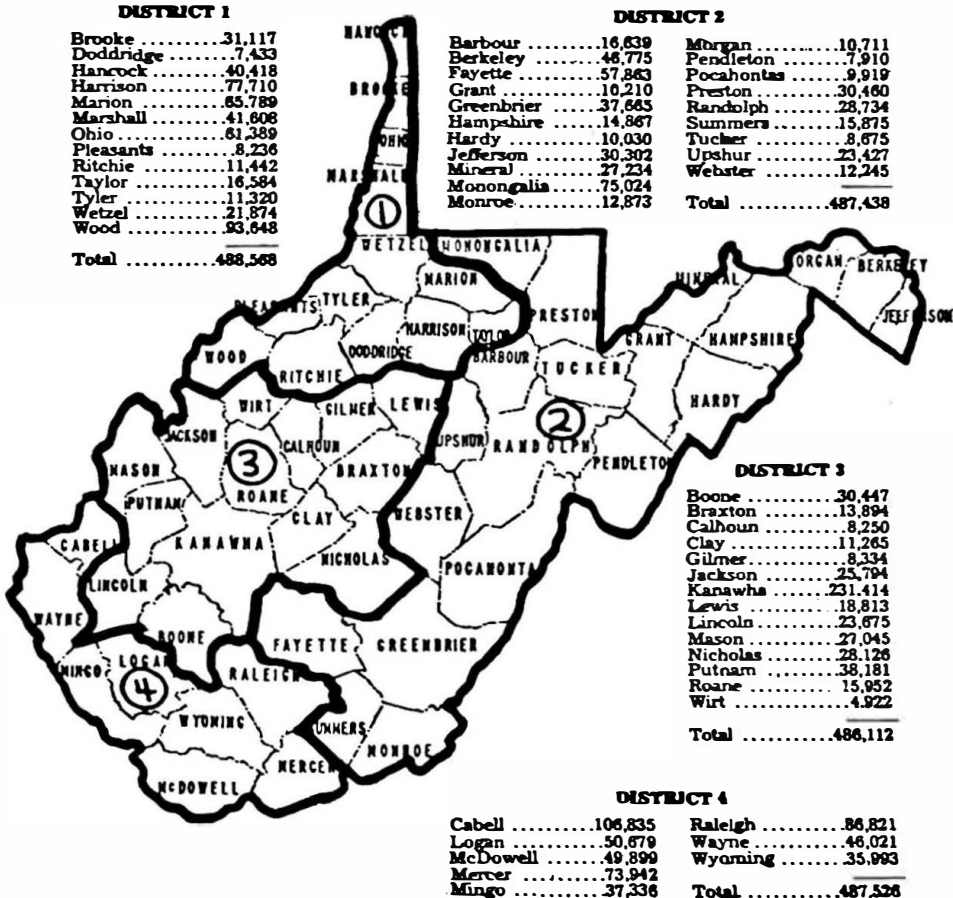 DISTRICT 1
Brooke ..................31,117
Doddridge ..............7,433
Hancock ................40,418
Harrison ................77,710
Marion ..................65,789
Marshall ................41,608
Ohio ......................61,389
Pleasants ................8,236
Ritchie ..................11,442
Taylor ....................16,584
Tyler ......................11,320
Wetzel ..................21,874
Wood ....................93,648
Total ..................488,568
DISTRICT 2
Barbour ..............16,639
Berkeley ..............46,775
Fayette ................57,863
Grant ..................10,210
Greenbrier ..........37,665
Hampshire ..........14,867
Hardy ..................10,030
Jefferson ............30,302
Mineral ................27,234
Monongalia ..........75,024
Monroe ................12,873
Morgan ................10,711
Pendleton ............7,910
Pocahontas ..........9,919
Preston ................30,460
Randolph ............28,734
Summers ..............15,875
Tucker ..................8,675
Upshur ................23,427
Webster ..............12,245
Total ..................487,438
HANCOCK
BROOKE
OHIO
MARSHALL
1
WETZEL
MONONGALIA
MARION
PLEASANTS
TYLER
HARRISON
TAYLOR
PRESTON
MINERAL
MORGAN
BERKELEY
JEFFERSON
WOOD
RITCHIE
DODDRIDGE
BARBOUR
TUCKER
GRANT
HAMPSHIRE
HARDY
WIRT
GILMER
LEWIS
JACKSON
CALHOUN
UPSHUR
2
RANDOLPH
PENDLETO
MASON
3
ROANE
BRAXTON
PUTNAM
CLAY
WEBSTER
KANAWNA
NICHOLAS
POCAHONTA
CABELL
LINCOLN
WAYNE
BOONE
FAYETTE
GREENBRIER
MINGO
LOGAN
4
RALEIGH
WYOMING
UMMERS
MONROE
MERCER
McDOWELL
DISTRICT 3
Boone ..................30,447
Braxton ................13,894
Calhoun ................8,250
Clay ......................11,265
Gilmer ..................8,334
Jackson ................25,794
Kanawha ............231.414
Lewis ..................18,813
Lincoln ................23,675
Mason ..................27,045
Nicholas ..............28.126
Putnam ................38,181
Roane ..................15,952
Wirt ......................4.922
Total ..................486,112
DISTRICT 4
Cabell ................106,835
Logan ..................50,679
McDowell ............49,899
Mercer ................73,942
Mingo ..................37,336
Raleigh ................86,821
Wayne ..................46,021
Wyoming ..............35,993
Total ..................487,526